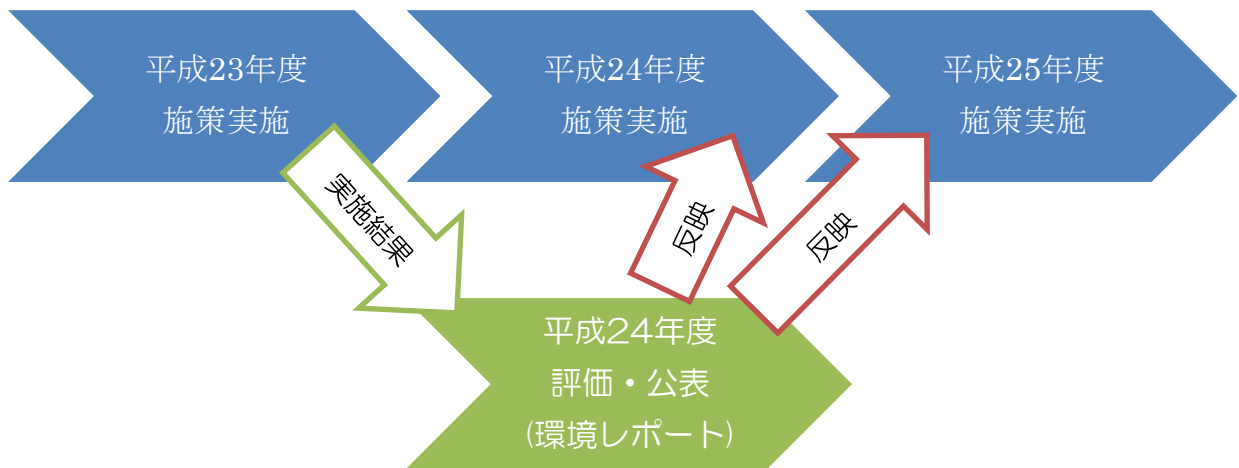 平成23年度
施策実施
平成24年度
施策実施
平成25年度
施策実施
実施結果
反映
反映
平成24年度
評価・公表
(環境レポート)